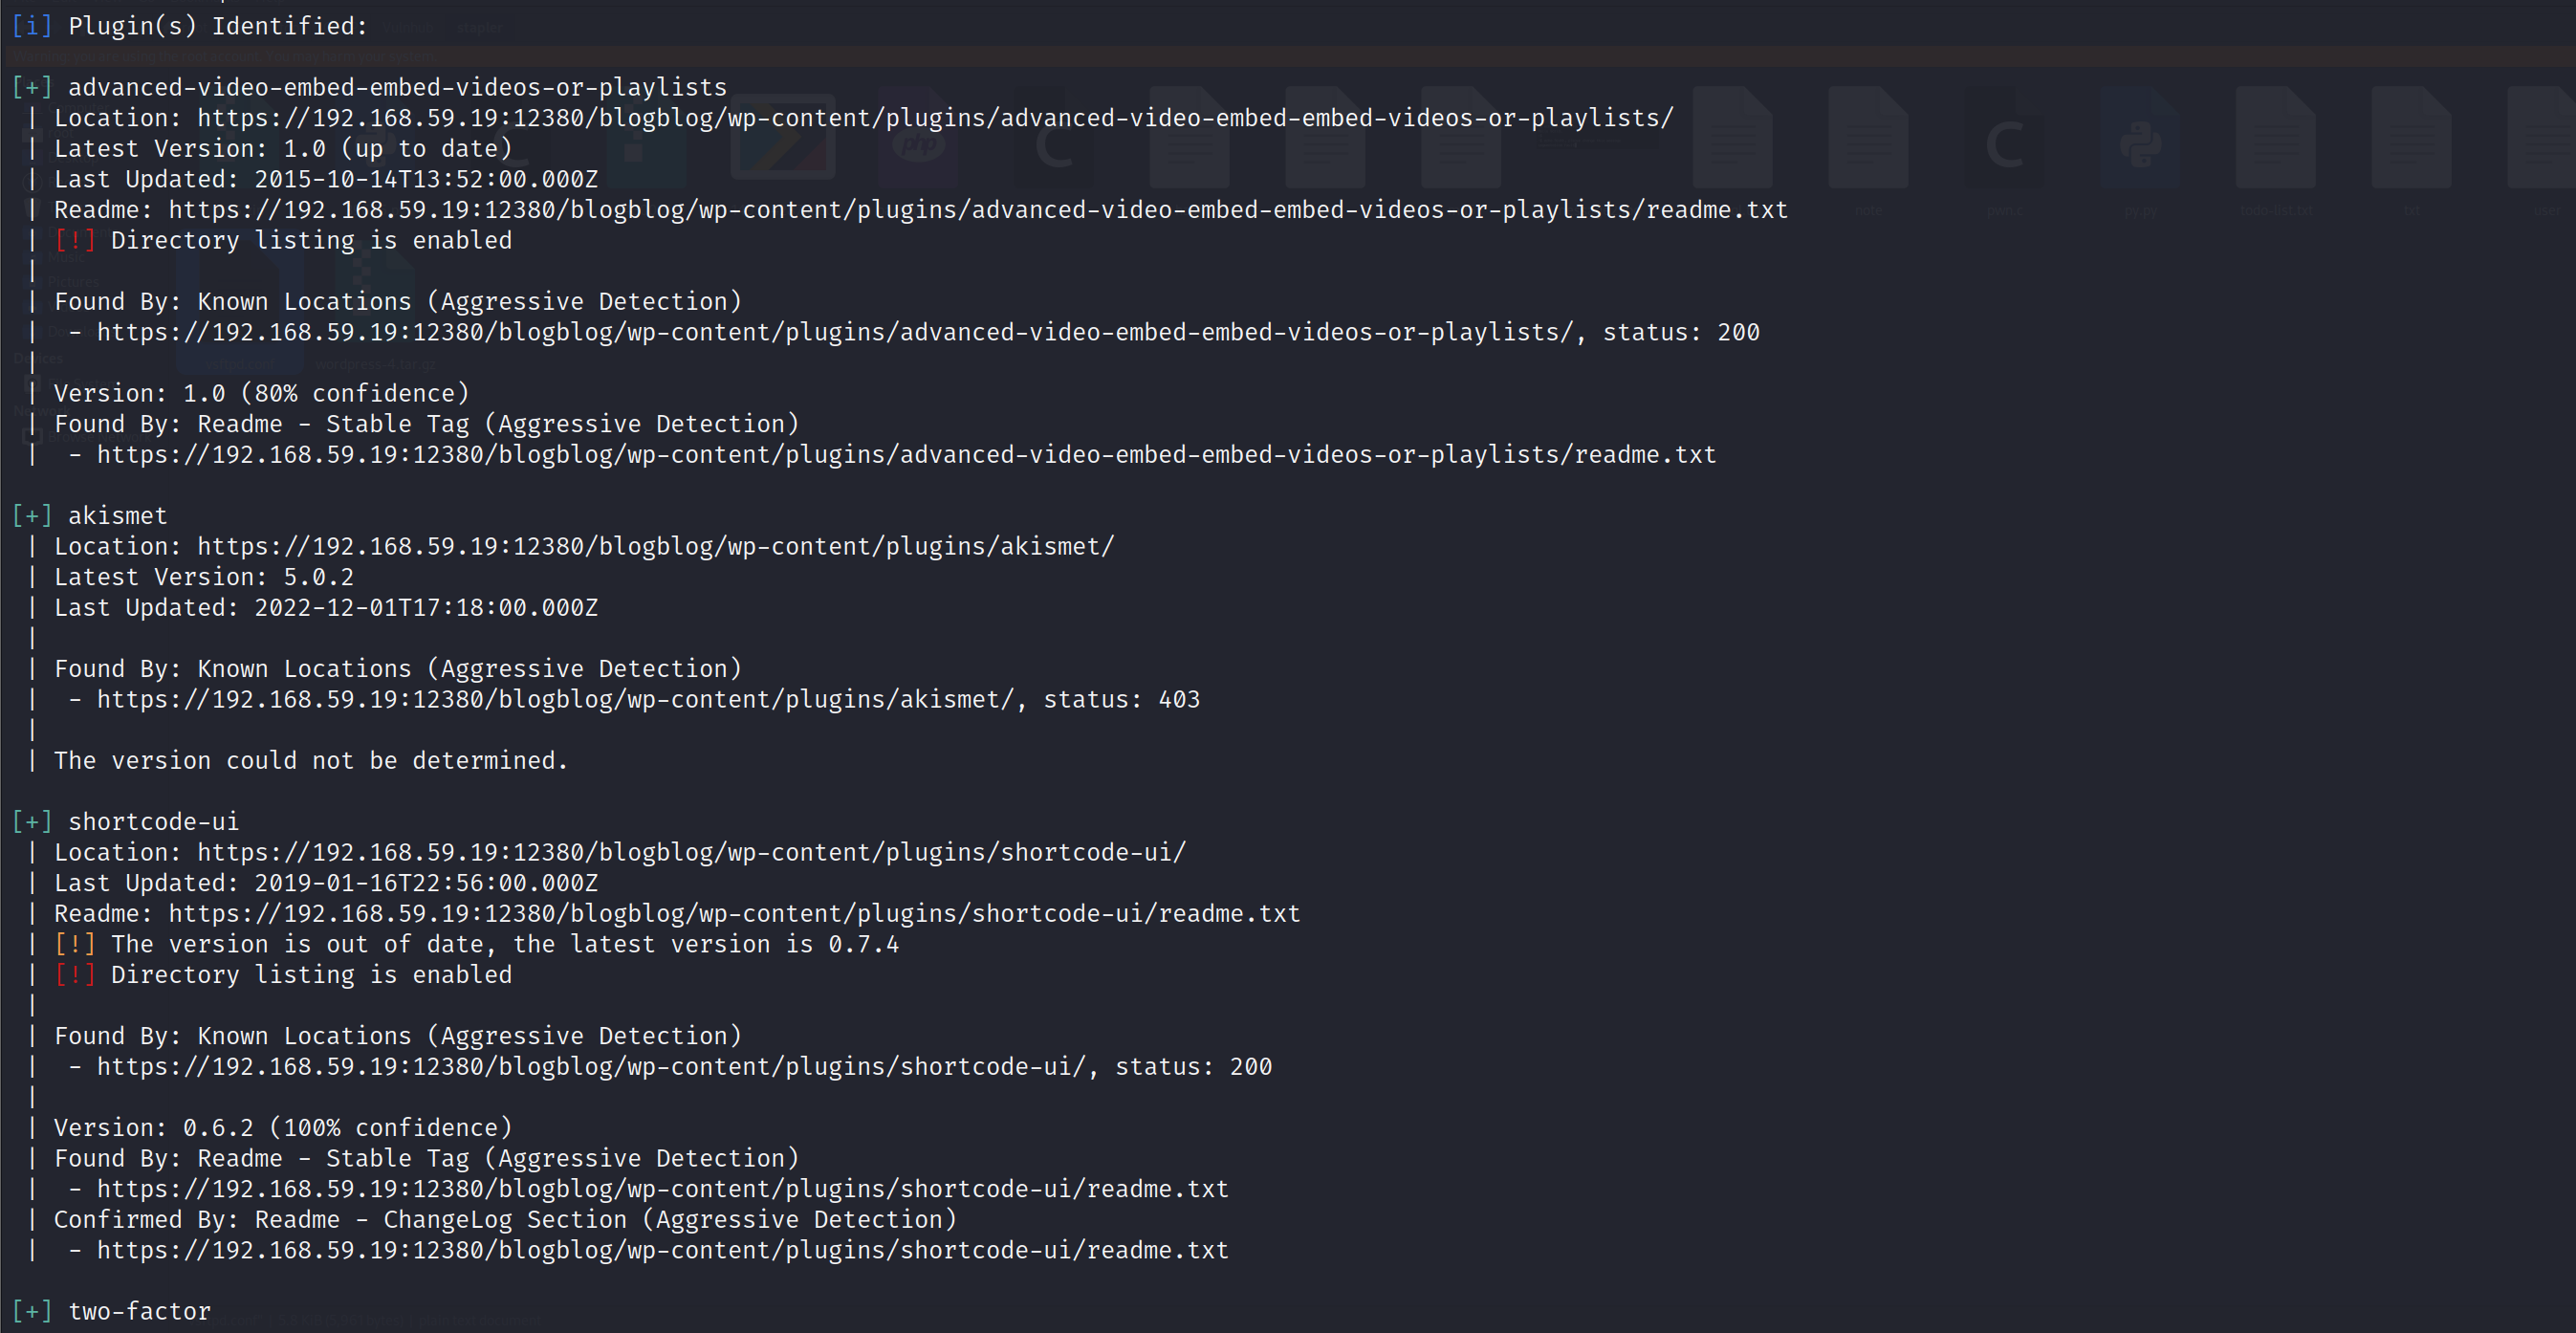 [i] Plugin(s) Identified:
[+] advanced-video-embed-embed-videos-or-playlists
| Location: https://192.168.59.19:12380/blogblog/wp-content/plugins/advanced-video-embed-embed-videos-or-playlists/
| Latest Version: 1.0 (up to date)
| Last Updated: 2015-10-14T13:52:00.000Z
| Readme: https://192.168.59.19:12380/blogblog/wp-content/plugins/advanced-video-embed-embed-videos-or-playlists/readme.txt
| [!] Directory listing is enabled
|
| Found By: Known Locations (Aggressive Detection)
|  - https://192.168.59.19:12380/blogblog/wp-content/plugins/advanced-video-embed-embed-videos-or-playlists/, status: 200
|
| Version: 1.0 (80% confidence)
| Found By: Readme - Stable Tag (Aggressive Detection)
|  - https://192.168.59.19:12380/blogblog/wp-content/plugins/advanced-video-embed-embed-videos-or-playlists/readme.txt
[+] akismet
| Location: https://192.168.59.19:12380/blogblog/wp-content/plugins/akismet/
| Latest Version: 5.0.2
| Last Updated: 2022-12-01T17:18:00.000Z
|
| Found By: Known Locations (Aggressive Detection)
|  - https://192.168.59.19:12380/blogblog/wp-content/plugins/akismet/, status: 403
|
| The version could not be determined.
[+] shortcode-ui
| Location: https://192.168.59.19:12380/blogblog/wp-content/plugins/shortcode-ui/
| Last Updated: 2019-01-16T22:56:00.000Z
| Readme: https://192.168.59.19:12380/blogblog/wp-content/plugins/shortcode-ui/readme.txt
| [!] The version is out of date, the latest version is 0.7.4
| [!] Directory listing is enabled
|
| Found By: Known Locations (Aggressive Detection)
|  - https://192.168.59.19:12380/blogblog/wp-content/plugins/shortcode-ui/, status: 200
|
| Version: 0.6.2 (100% confidence)
| Found By: Readme - Stable Tag (Aggressive Detection)
|  - https://192.168.59.19:12380/blogblog/wp-content/plugins/shortcode-ui/readme.txt
| Confirmed By: Readme - ChangeLog Section (Aggressive Detection)
|  - https://192.168.59.19:12380/blogblog/wp-content/plugins/shortcode-ui/readme.txt
[+] two-factor